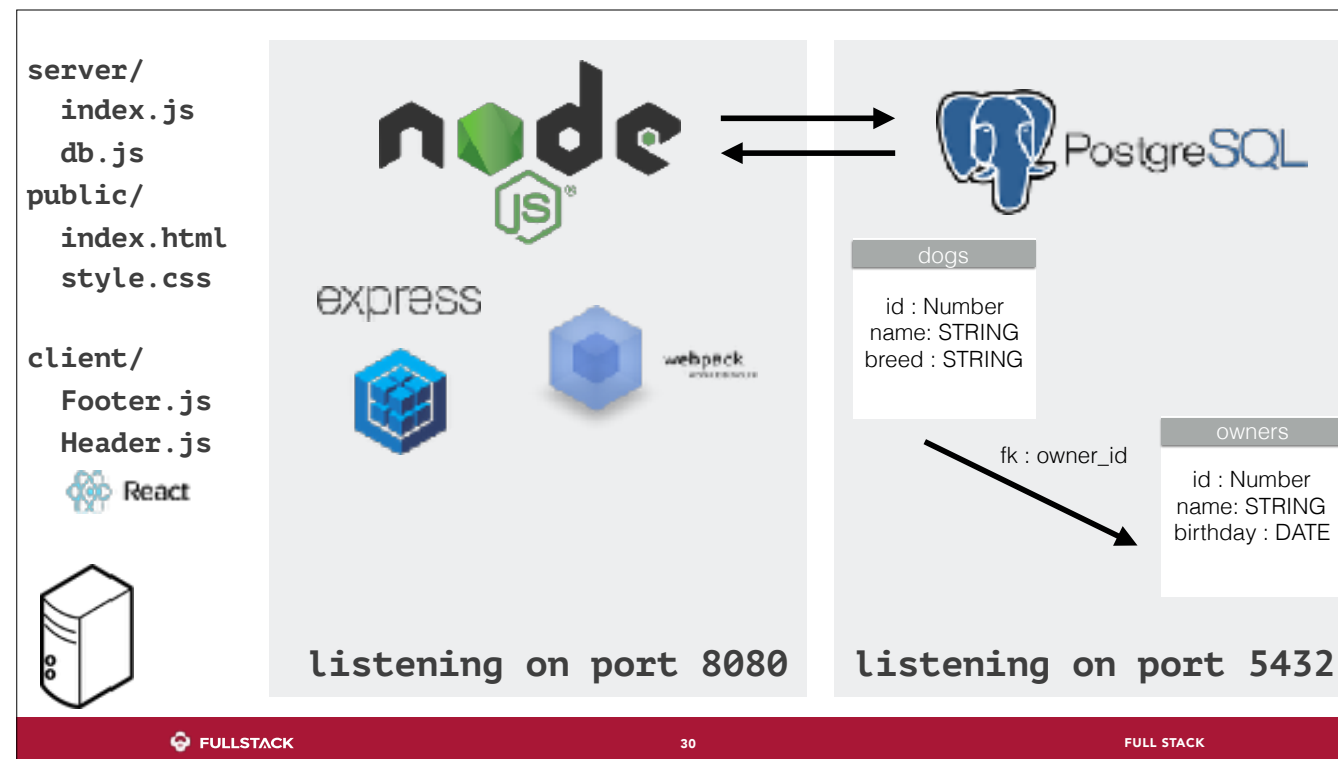 server/
index.js
db.js
public/
index.html
style.css
client/
Footer.js
Header.js
React
node
JS®
express
webpack
listening on port 8080
PostgreSQL
dogs
id : Number
name: STRING
breed : STRING
fk : owner_id
owners
id : Number
name: STRING
birthday : DATE
listening on port 5432
FULLSTACK
30
FULL STACK